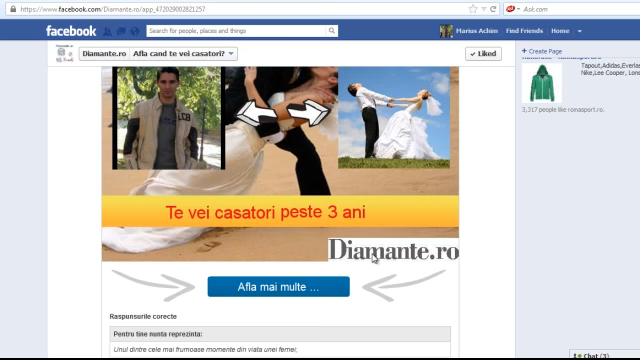 https://www.facebook.com/Diamante.ro/app_472029002821257
Ask.com
facebook
Search for people, places and things
Marius Achim
Find Friends
Home
Diamante.ro
Afla cand te vei casatori?
Liked
+ Create Page
Tapout,Adidas,Everlas
Nike,Lee Cooper, Lons
3,317 people like romasport.ro.
Te vei casatori peste 3 ani
Diamante.ro
Afla mai multe ...
Raspunsurile corecte
Pentru tine nunta reprezinta:
Unul dintre cele mai frumoase momente din viata unei femei;
Chat (3)